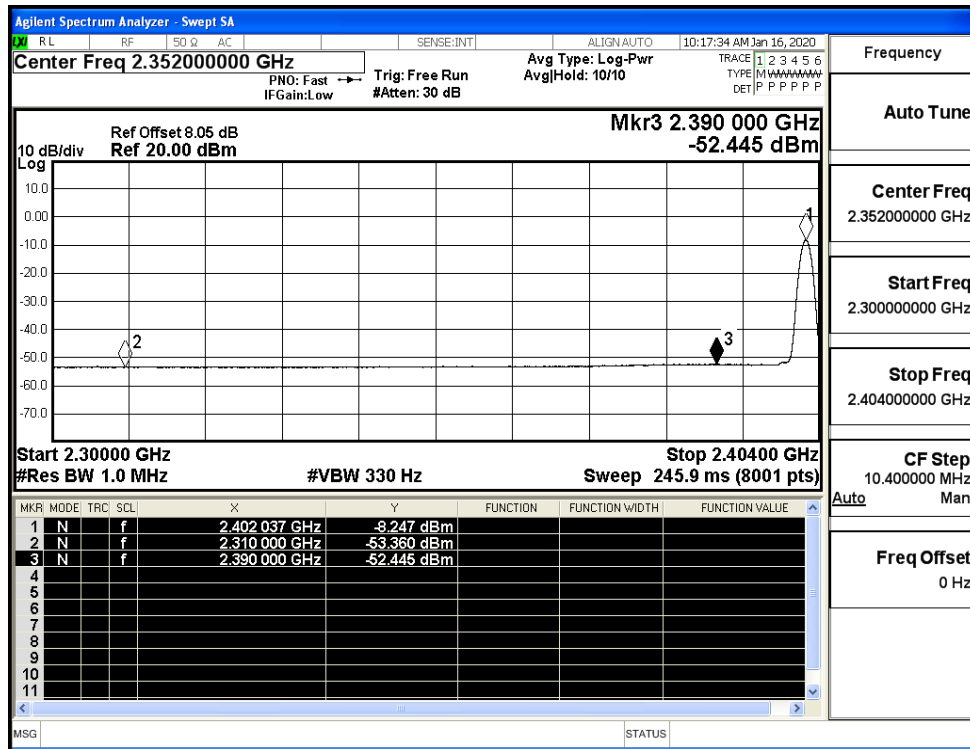 Agilent Spectrum Analyzer - Swept SA
LXI RL RF 50 Ω AC SENSE:INT ALIGN AUTO 10:17:34 AM Jan 16, 2020
Center Freq 2.352000000 GHz
PNO: Fast
IFGain:Low
Trig: Free Run
#Atten: 30 dB
Avg Type: Log-Pwr
Avg|Hold: 10/10
TRACE 1 2 3 4 5 6
TYPE M
DET P P P P P P
Mkr3 2.390 000 GHz
-52.445 dBm
Ref Offset 8.05 dB
10 dB/div Ref 20.00 dBm
Log
10.0
0.00
-10.0
-20.0
-30.0
-40.0
-50.0
-60.0
-70.0
1
2
3
Start 2.30000 GHz Stop 2.40400 GHz
#Res BW 1.0 MHz #VBW 330 Hz Sweep 245.9 ms (8001 pts)
MKR MODE TRC SCL X Y FUNCTION FUNCTION WIDTH FUNCTION VALUE
1 N f 2.402 037 GHz -8.247 dBm
2 N f 2.310 000 GHz -53.360 dBm
3 N f 2.390 000 GHz -52.445 dBm
4
5
6
7
8
9
10
11
MSG STATUS
Frequency
Auto Tune
Center Freq
2.352000000 GHz
Start Freq
2.300000000 GHz
Stop Freq
2.404000000 GHz
CF Step
10.400000 MHz
Auto Man
Freq Offset
0 Hz